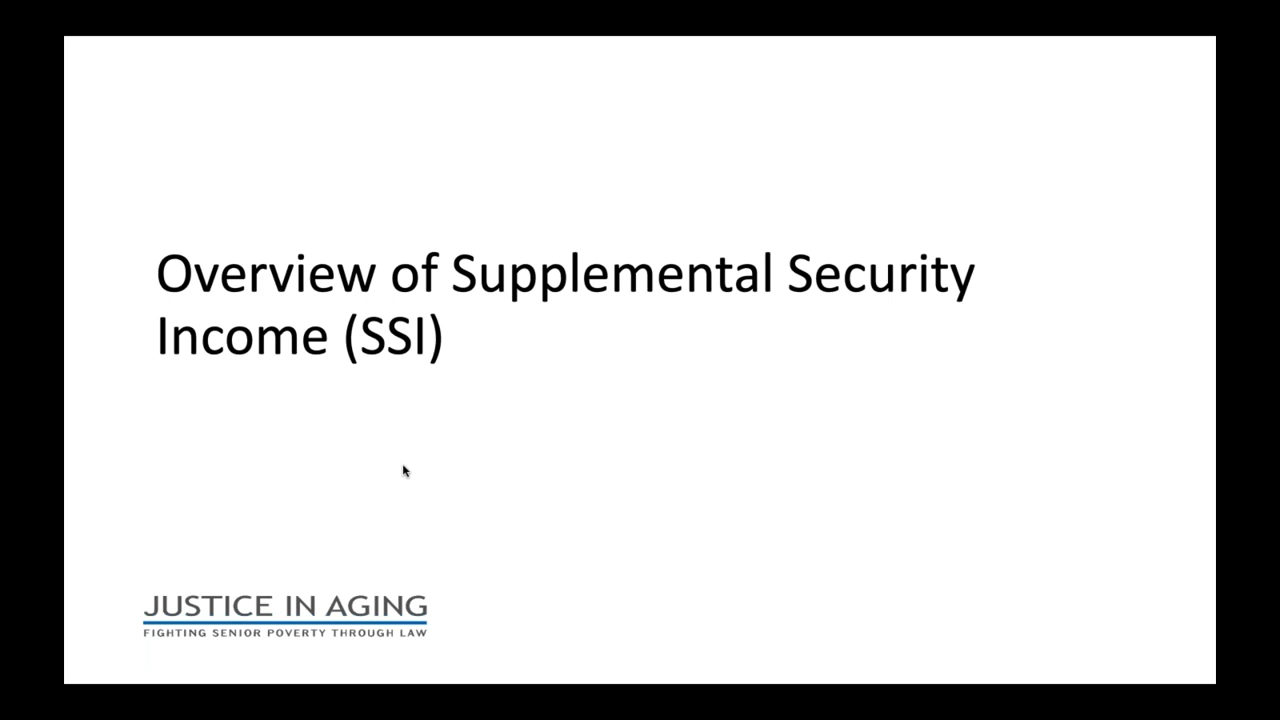 Overview of Supplemental Security
Income (SSI)
JUSTICE IN AGING
FIGHTING SENIOR POVERTY THROUGH LAW